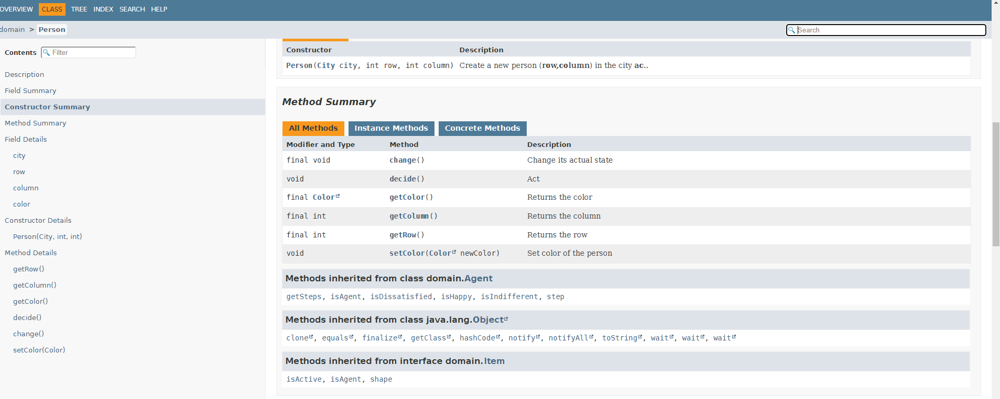 OVERVIEW CLASS TREE INDEX SEARCH HELP
domain > Person
Search
Contents Filter
Description
Field Summary
Constructor Summary
Method Summary
Field Details
city
row
column
color
Constructor Details
Person(City, int, int)
Method Details
getRow()
getColumn()
getColor()
decide()
change()
setColor(Color)
Constructor Description
Person(City city, int row, int column) Create a new person (row,column) in the city ac..
Method Summary
All Methods Instance Methods Concrete Methods
Modifier and Type Method Description
final void change() Change its actual state
void decide() Act
final Color getColor() Returns the color
final int getColumn() Returns the column
final int getRow() Returns the row
void setColor(Color newColor) Set color of the person
Methods inherited from class domain.Agent
getSteps, isAgent, isDissatisfied, isHappy, isIndifferent, step
Methods inherited from class java.lang.Object
clone, equals, finalize, getClass, hashCode, notify, notifyAll, toString, wait, wait, wait
Methods inherited from interface domain.Item
isActive, isAgent, shape